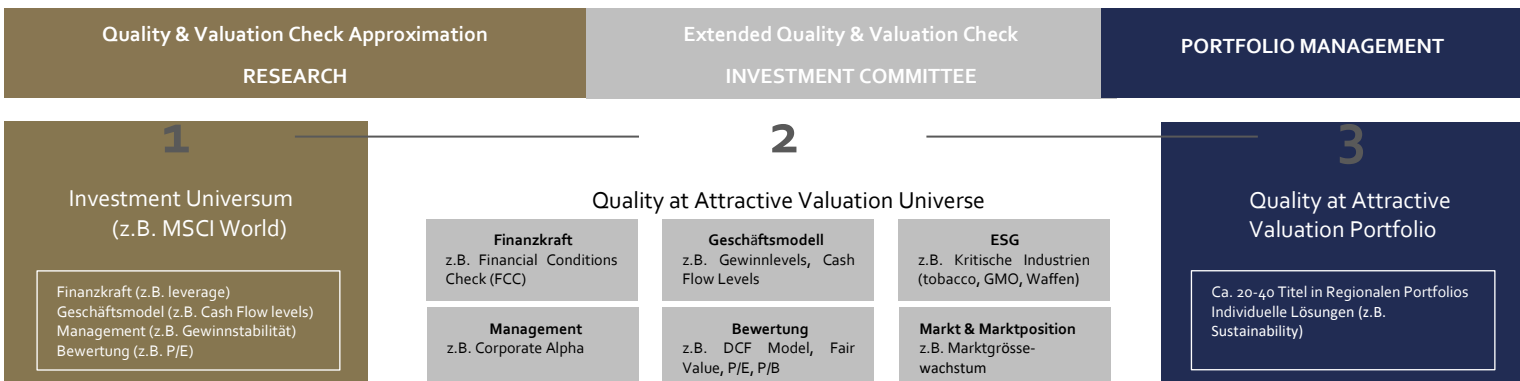 Quality & Valuation Check Approximation
RESEARCH
Extended Quality & Valuation Check
INVESTMENT COMMITTEE
PORTFOLIO MANAGEMENT
1
Investment Universum
(z.B. MSCI World)
Finanzkraft (z.B. leverage)
Geschäftsmodel (z.B. Cash Flow levels)
Management (z.B. Gewinnstabilität)
Bewertung (z.B. P/E)
2
Quality at Attractive Valuation Universe
Finanzkraft
z.B. Financial Conditions
Check (FCC)
Geschäftsmodell
z.B. Gewinnlevels, Cash
Flow Levels
ESG
z.B. Kritische Industrien
(tobacco, GMO, Waffen)
Management
z.B. Corporate Alpha
Bewertung
z.B. DCF Model, Fair
Value, P/E, P/B
Markt & Marktposition
z.B. Marktgrösse-
wachstum
3
Quality at Attractive
Valuation Portfolio
Ca. 20-40 Titel in Regionalen Portfolios
Individuelle Lösungen (z.B.
Sustainability)